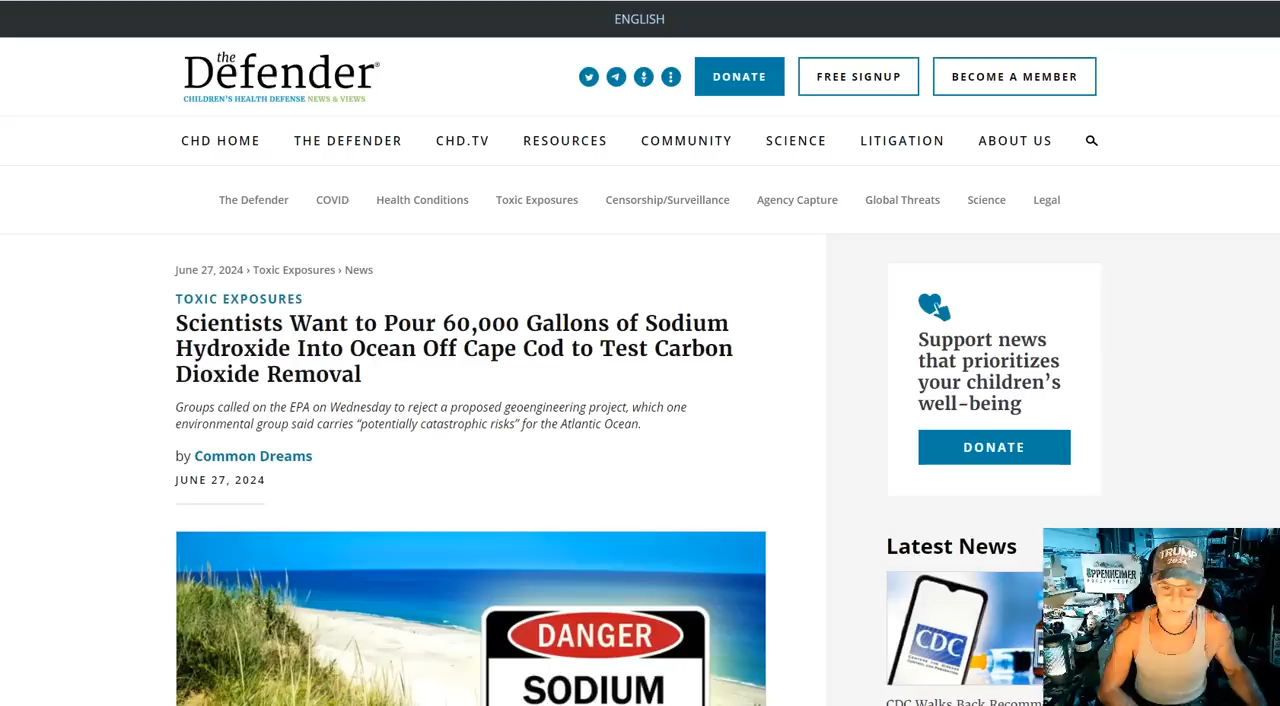 ENGLISH
the
Defender®
CHILDREN'S HEALTH DEFENSE NEWS & VIEWS
DONATE
FREE SIGNUP
BECOME A MEMBER
CHD HOME
THE DEFENDER
CHD.TV
RESOURCES
COMMUNITY
SCIENCE
LITIGATION
ABOUT US
The Defender
COVID
Health Conditions
Toxic Exposures
Censorship/Surveillance
Agency Capture
Global Threats
Science
Legal
June 27, 2024 › Toxic Exposures › News
TOXIC EXPOSURES
Scientists Want to Pour 60,000 Gallons of Sodium
Hydroxide Into Ocean Off Cape Cod to Test Carbon
Dioxide Removal
Groups called on the EPA on Wednesday to reject a proposed geoengineering project, which one
environmental group said carries “potentially catastrophic risks” for the Atlantic Ocean.
by Common Dreams
JUNE 27, 2024
DANGER
SODIUM
Support news
that prioritizes
your children’s
well-being
DONATE
Latest News
CDC
CDC Walks Back Recomm
TRUMP
2024
OPPENHEIMER